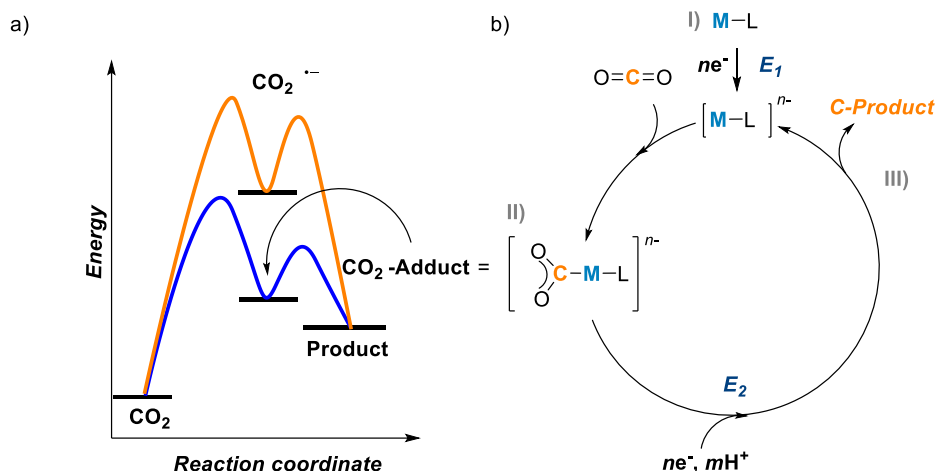 a)
Energy
CO₂ •−
CO₂-Adduct =
Product
CO₂
Reaction coordinate
b)
I) M–L
ne⁻ E₁
O=C=O
[M–L]ⁿ⁻
C-Product
III)
II)
[O O C–M–L]ⁿ⁻
E₂
ne⁻, mH⁺